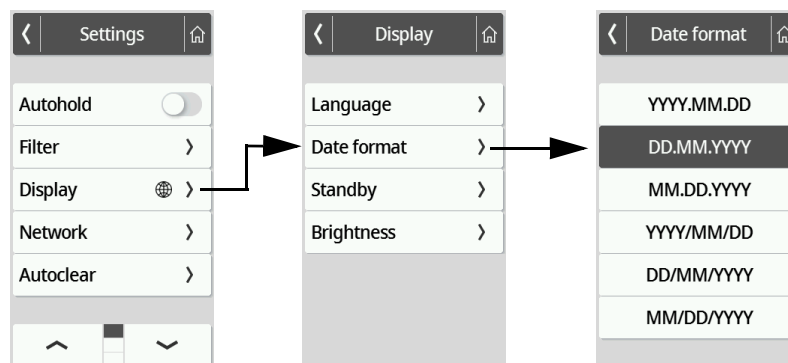 Settings
Autohold
Filter
Display
Network
Autoclear
Display
Language
Date format
Standby
Brightness
Date format
YYYY.MM.DD
DD.MM.YYYY
MM.DD.YYYY
YYYY/MM/DD
DD/MM/YYYY
MM/DD/YYYY